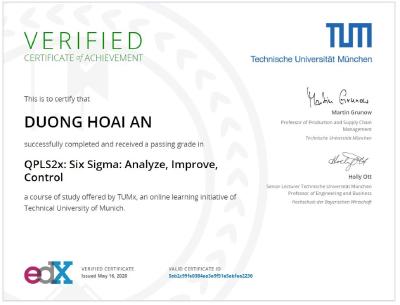 VERIFIED
CERTIFICATE of ACHIEVEMENT
TUM
Technische Universität München
This is to certify that
DUONG HOAI AN
successfully completed and received a passing grade in
QPLS2x: Six Sigma: Analyze, Improve,
Control
a course of study offered by TUMx, an online learning initiative of
Technical University of Munich.
Martin Grunow
Martin Grunow
Professor of Production and Supply Chain
Management
Technische Universität München
Holly Ott
Holly Ott
Senior Lecturer Technische Universität München
Professor of Engineering and Business
Hochschule der Bayerischen Wirtschaft
edX
VERIFIED CERTIFICATE
Issued May 16, 2020
VALID CERTIFICATE ID